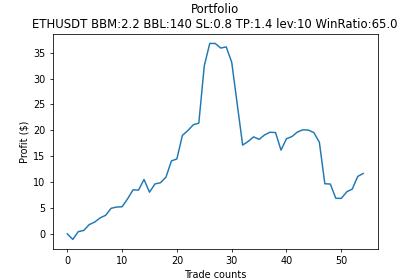 Portfolio
ETHUSDT BBM:2.2 BBL:140 SL:0.8 TP:1.4 lev:10 WinRatio:65.0
Profit ($)
35
30
25
20
15
10
5
0
0 10 20 30 40 50
Trade counts